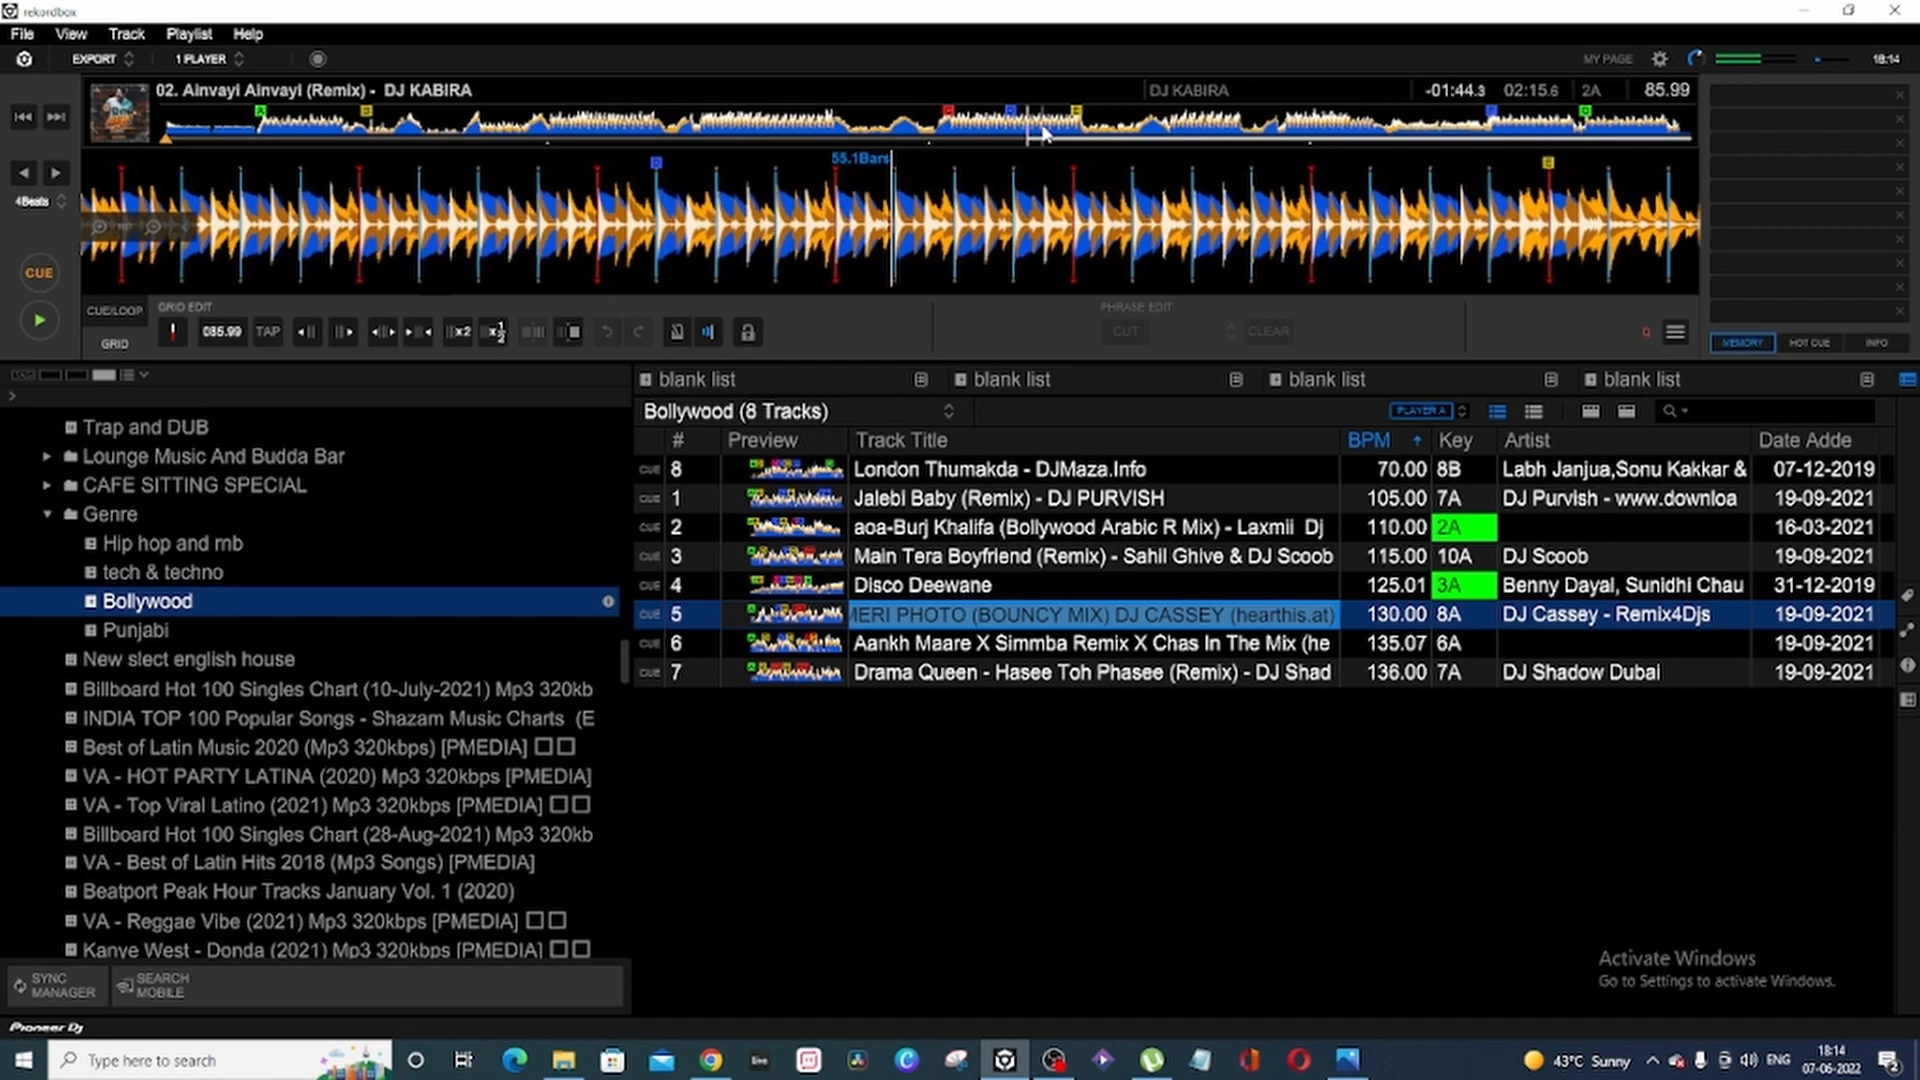 rekordbox
File View Track Playlist Help
EXPORT 1 PLAYER MY PAGE 18:14
02. Ainvayi Ainvayi (Remix) - DJ KABIRA DJ KABIRA -01:44.3 02:15.6 2A 85.99
55.1Bars
4Beats
CUE
CUE/LOOP GRID EDIT PHRASE EDIT
085.99 TAP x2 CUT CLEAR
GRID MEMORY HOT CUE INFO
blank list blank list blank list blank list
Bollywood (8 Tracks) PLAYER A
# Preview Track Title BPM Key Artist Date Adde
CUE 8 London Thumakda - DJMaza.Info 70.00 8B Labh Janjua,Sonu Kakkar & 07-12-2019
CUE 1 Jalebi Baby (Remix) - DJ PURVISH 105.00 7A DJ Purvish - www.downloa 19-09-2021
CUE 2 aoa-Burj Khalifa (Bollywood Arabic R Mix) - Laxmii Dj 110.00 2A 16-03-2021
CUE 3 Main Tera Boyfriend (Remix) - Sahil Ghive & DJ Scoob 115.00 10A DJ Scoob 19-09-2021
CUE 4 Disco Deewane 125.01 3A Benny Dayal, Sunidhi Chau 31-12-2019
CUE 5 MERI PHOTO (BOUNCY MIX) DJ CASSEY (hearthis.at) 130.00 8A DJ Cassey - Remix4Djs 19-09-2021
CUE 6 Aankh Maare X Simmba Remix X Chas In The Mix (he 135.07 6A 19-09-2021
CUE 7 Drama Queen - Hasee Toh Phasee (Remix) - DJ Shad 136.00 7A DJ Shadow Dubai 19-09-2021
Trap and DUB
Lounge Music And Budda Bar
CAFE SITTING SPECIAL
Genre
Hip hop and rnb
tech & techno
Bollywood
Punjabi
New slect english house
Billboard Hot 100 Singles Chart (10-July-2021) Mp3 320kb
INDIA TOP 100 Popular Songs - Shazam Music Charts (E
Best of Latin Music 2020 (Mp3 320kbps) [PMEDIA]
VA - HOT PARTY LATINA (2020) Mp3 320kbps [PMEDIA]
VA - Top Viral Latino (2021) Mp3 320kbps [PMEDIA]
Billboard Hot 100 Singles Chart (28-Aug-2021) Mp3 320kb
VA - Best of Latin Hits 2018 (Mp3 Songs) [PMEDIA]
Beatport Peak Hour Tracks January Vol. 1 (2020)
VA - Reggae Vibe (2021) Mp3 320kbps [PMEDIA]
Kanye West - Donda (2021) Mp3 320kbps [PMEDIA]
SYNC MANAGER
SEARCH MOBILE
Activate Windows
Go to Settings to activate Windows.
Pioneer Dj
Type here to search
43°C Sunny ENG 18:14
07-06-2022